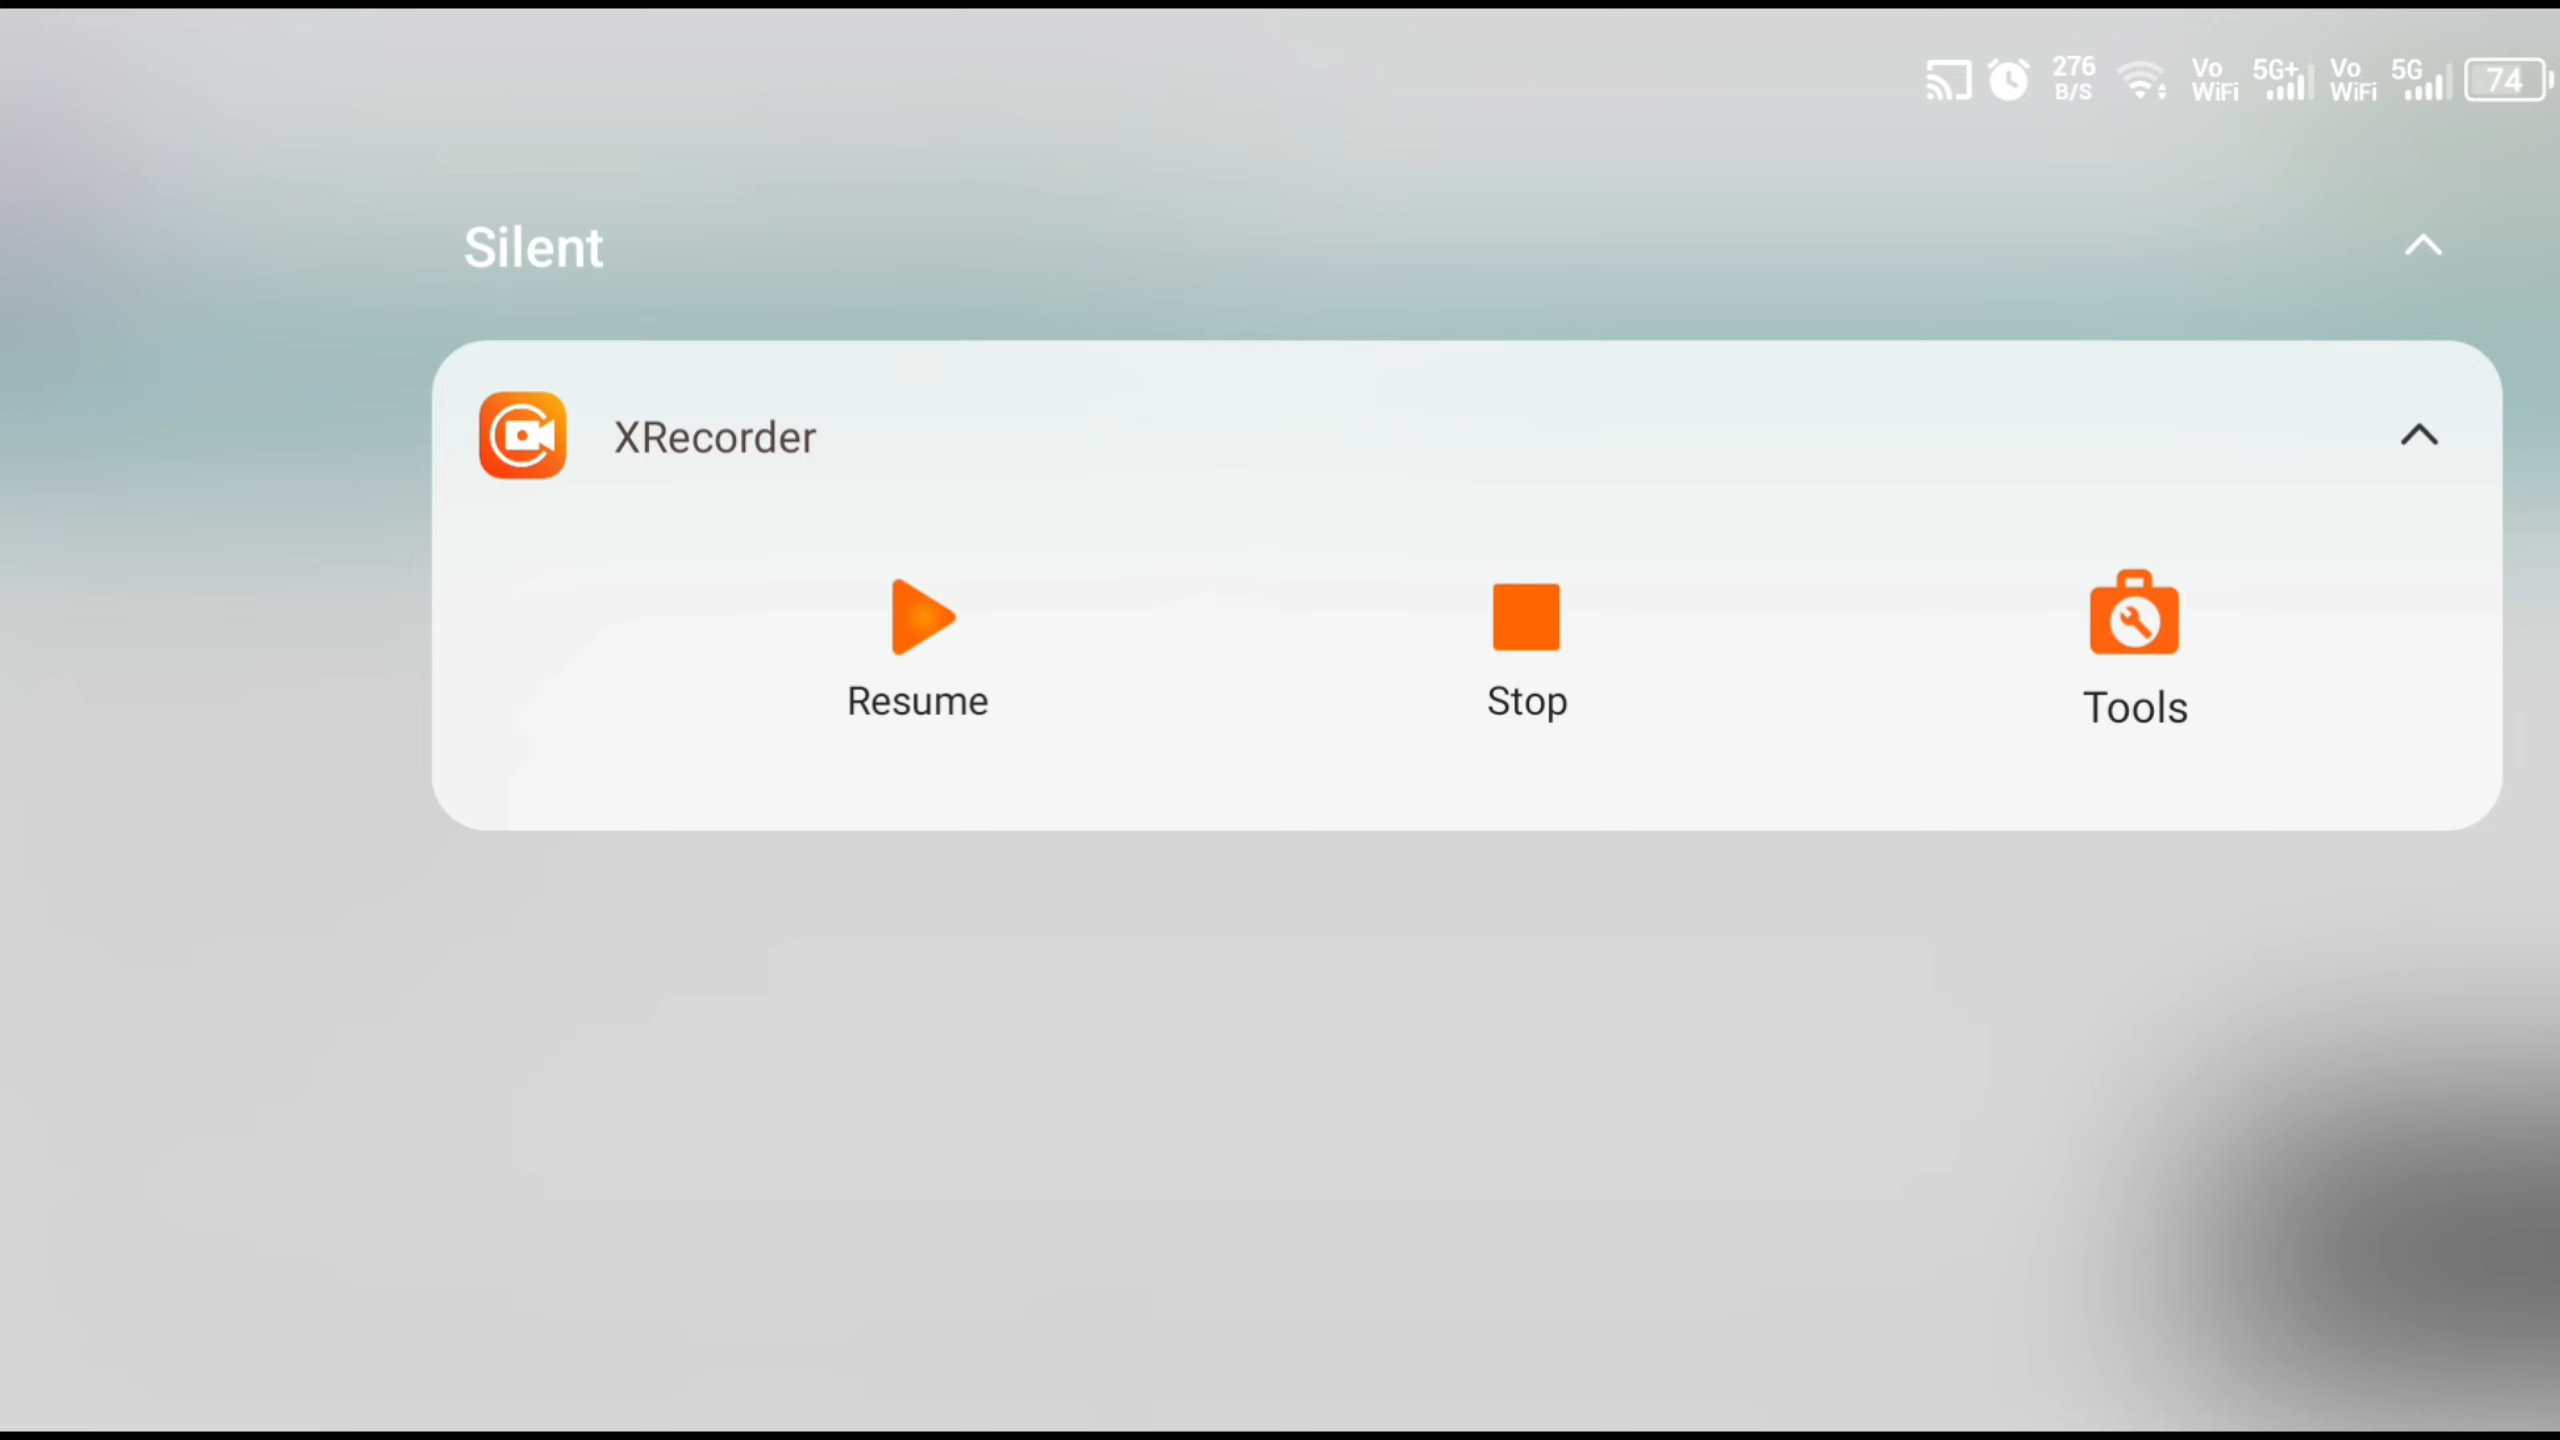 276 B/S Vo WiFi 5G+ Vo WiFi 5G 74
Silent
XRecorder
Resume Stop Tools